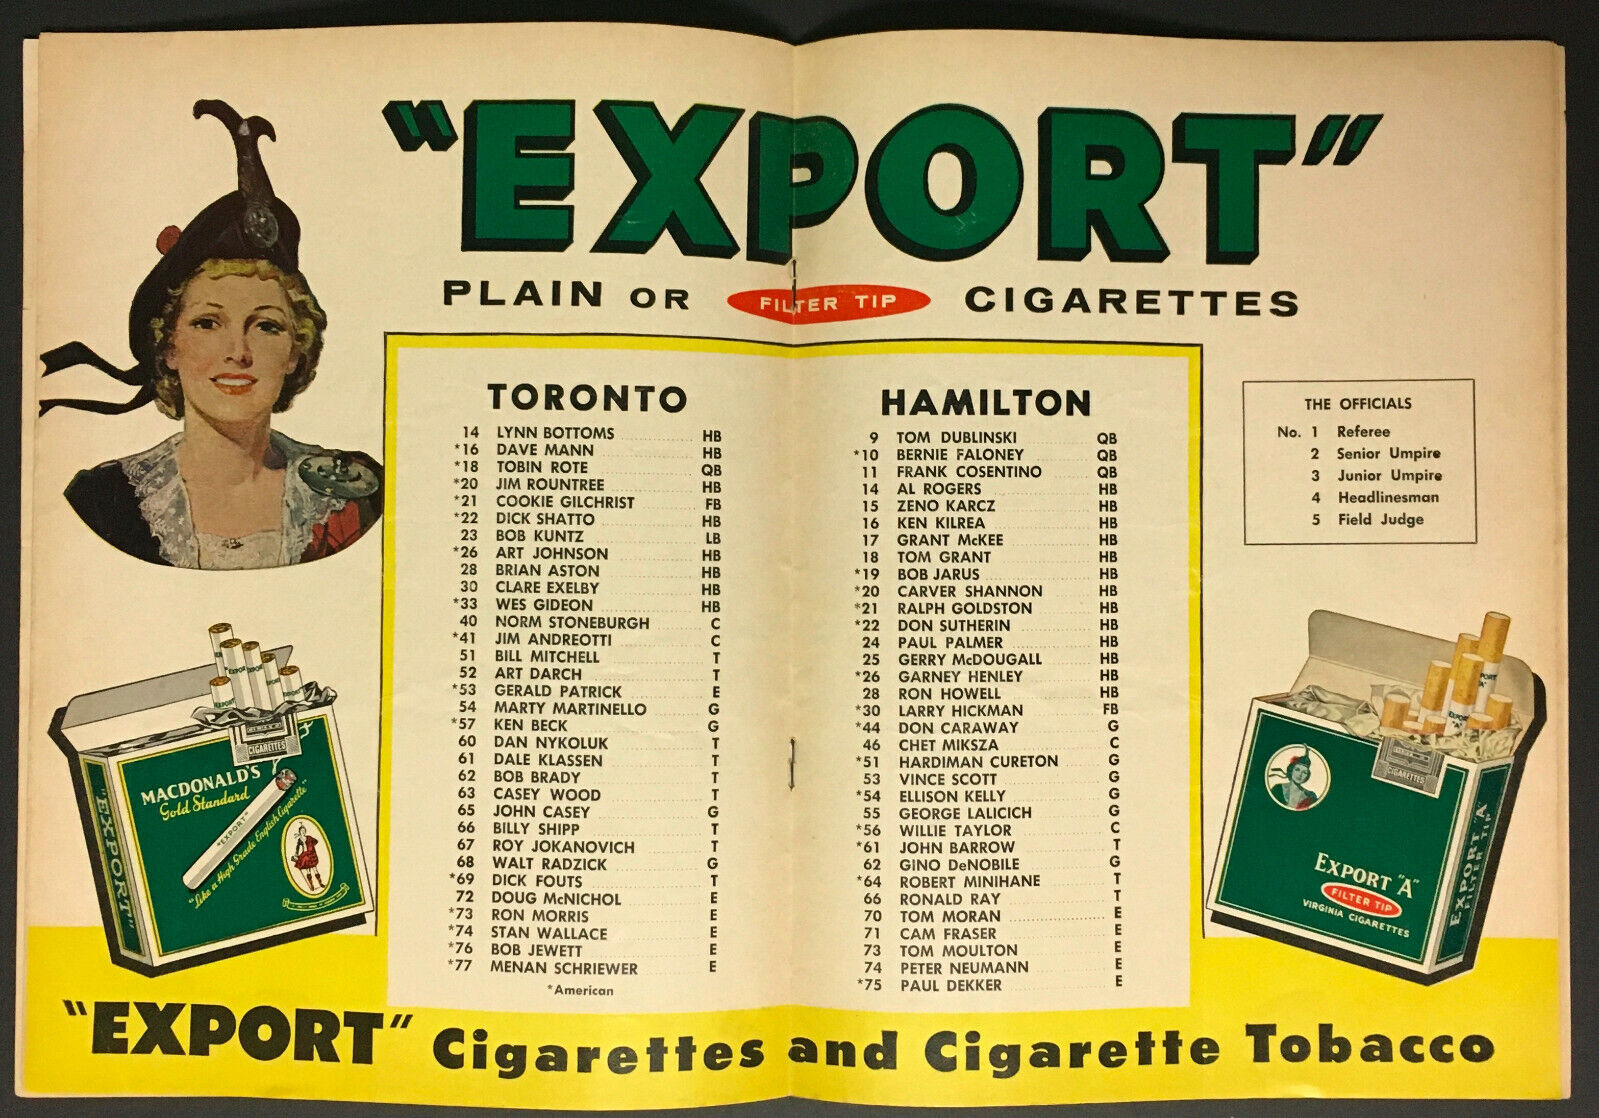 "EXPORT"
PLAIN OR FILTER TIP CIGARETTES
TORONTO
14 LYNN BOTTOMS HB
*16 DAVE MANN HB
*18 TOBIN ROTE QB
*20 JIM ROUNTREE HB
*21 COOKIE GILCHRIST FB
*22 DICK SHATTO HB
23 BOB KUNTZ LB
*26 ART JOHNSON HB
28 BRIAN ASTON HB
30 CLARE EXELBY HB
*33 WES GIDEON HB
40 NORM STONEBURGH C
*41 JIM ANDREOTTI C
51 BILL MITCHELL T
52 ART DARCH T
*53 GERALD PATRICK E
54 MARTY MARTINELLO G
*57 KEN BECK G
60 DAN NYKOLUK T
61 DALE KLASSEN T
62 BOB BRADY T
63 CASEY WOOD T
65 JOHN CASEY G
66 BILLY SHIPP T
67 ROY JOKANOVICH T
68 WALT RADZICK G
*69 DICK FOUTS T
72 DOUG McNICHOL E
*73 RON MORRIS E
*74 STAN WALLACE E
*76 BOB JEWETT E
*77 MENAN SCHRIEWER E
*American
HAMILTON
9 TOM DUBLINSKI QB
*10 BERNIE FALONEY QB
11 FRANK COSENTINO QB
14 AL ROGERS HB
15 ZENO KARCZ HB
16 KEN KILREA HB
17 GRANT McKEE HB
18 TOM GRANT HB
*19 BOB JARUS HB
*20 CARVER SHANNON HB
*21 RALPH GOLDSTON HB
*22 DON SUTHERIN HB
24 PAUL PALMER HB
25 GERRY McDOUGALL HB
*26 GARNEY HENLEY HB
28 RON HOWELL HB
*30 LARRY HICKMAN FB
*44 DON CARAWAY G
46 CHET MIKSZA C
*51 HARDIMAN CURETON G
53 VINCE SCOTT G
*54 ELLISON KELLY G
55 GEORGE LALICICH G
*56 WILLIE TAYLOR C
*61 JOHN BARROW T
62 GINO DeNOBILE G
*64 ROBERT MINIHANE T
66 RONALD RAY T
70 TOM MORAN E
71 CAM FRASER E
73 TOM MOULTON E
74 PETER NEUMANN E
*75 PAUL DEKKER E
THE OFFICIALS
No. 1 Referee
2 Senior Umpire
3 Junior Umpire
4 Headlinesman
5 Field Judge
CIGARETTES
MACDONALD'S
Gold Standard
"EXPORT"
"Like a High Grade English Cigarette"
"EXPORT"
CIGARETTES
EXPORT "A"
FILTER TIP
VIRGINIA CIGARETTES
EXPORT "A"
FILTER TIP
"EXPORT" Cigarettes and Cigarette Tobacco